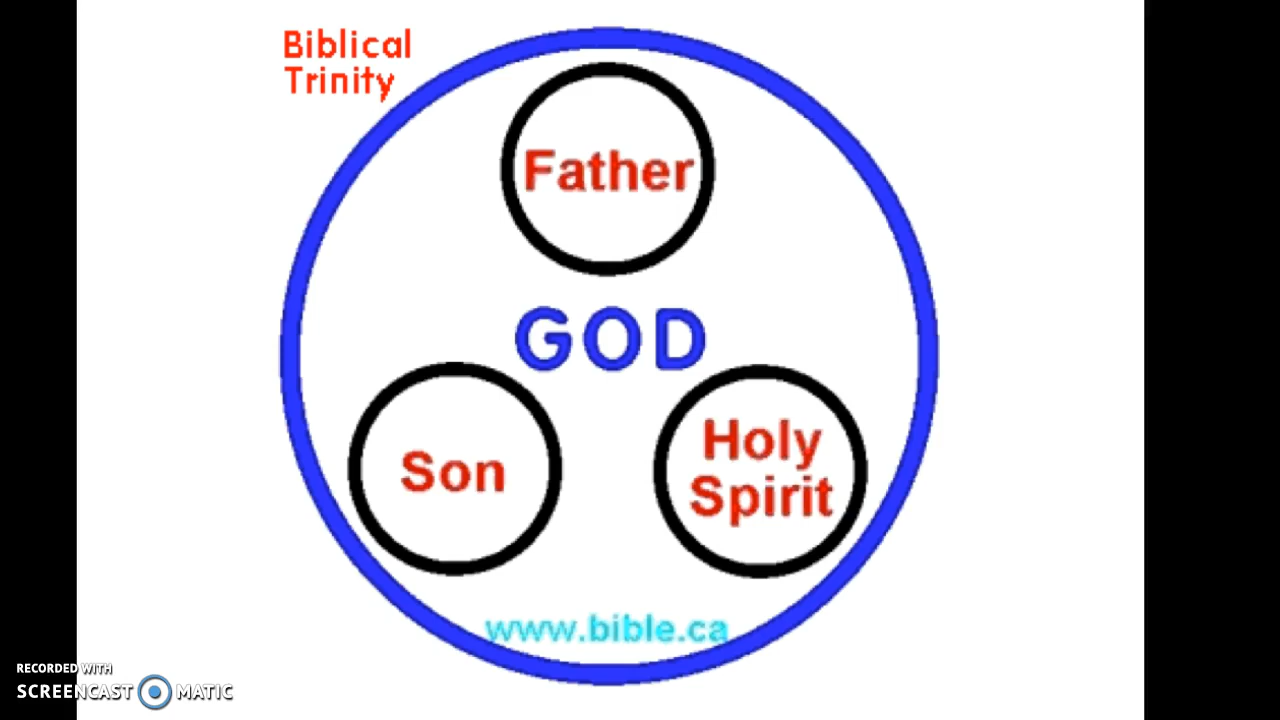 Biblical
Trinity
Father
GOD
Son
Holy
Spirit
www.bible.ca
RECORDED WITH
SCREENCAST MATIC